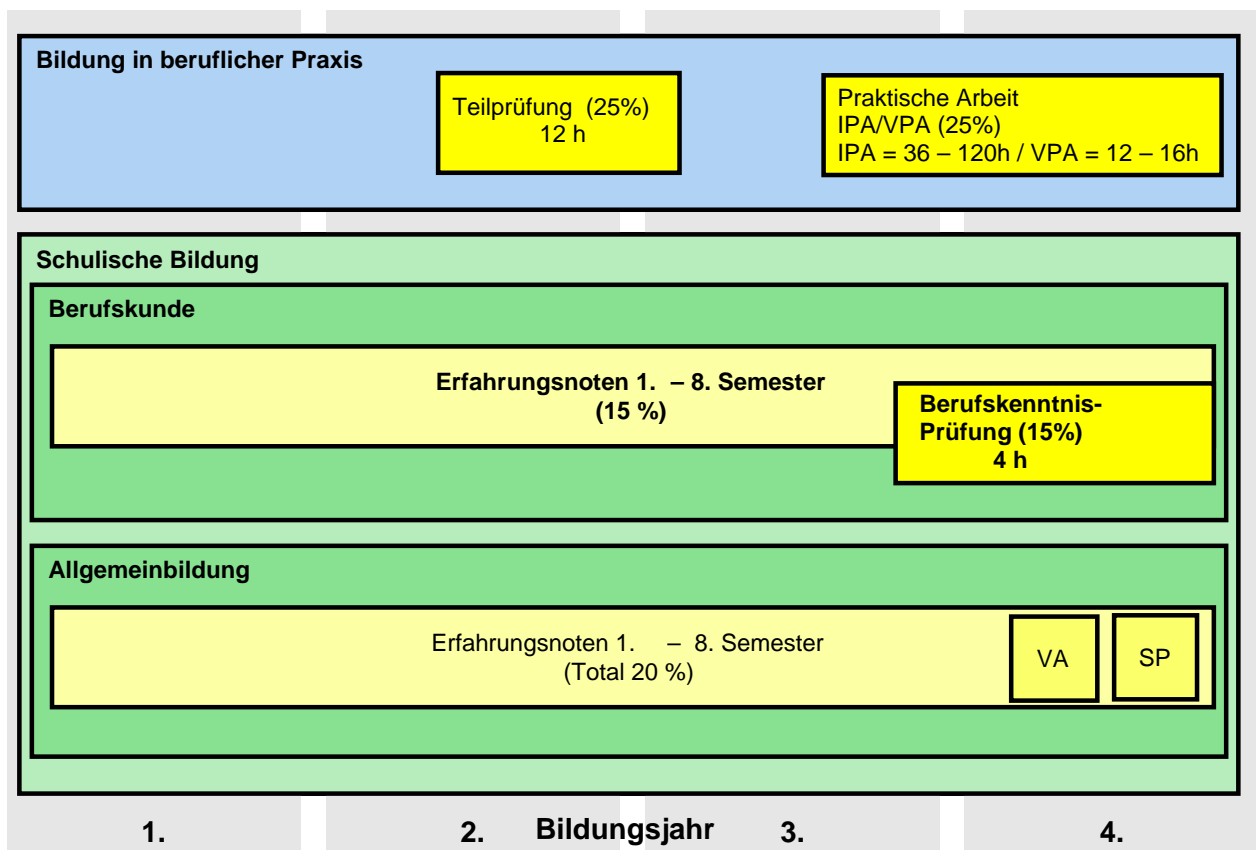 Bildung in beruflicher Praxis
Teilprüfung (25%)
12 h
Praktische Arbeit
IPA/VPA (25%)
IPA = 36 – 120h / VPA = 12 – 16h
Schulische Bildung
Berufskunde
Erfahrungsnoten 1. – 8. Semester
(15 %)
Berufskenntnis-
Prüfung (15%)
4 h
Allgemeinbildung
Erfahrungsnoten 1. – 8. Semester
(Total 20 %)
VA
SP
1. 2. Bildungsjahr 3. 4.